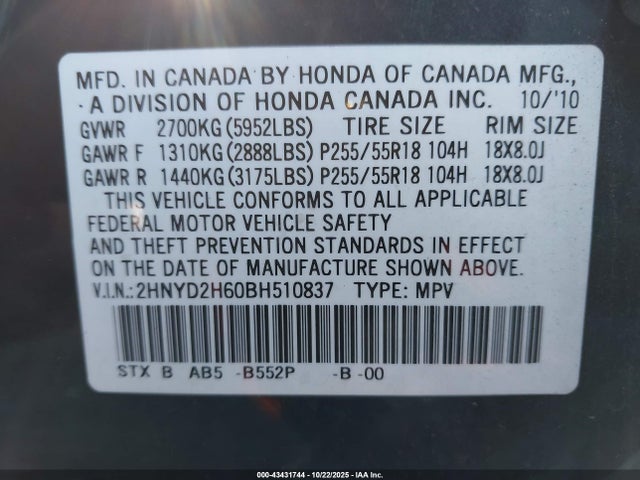 MFD. IN CANADA BY HONDA OF CANADA MFG.,
A DIVISION OF HONDA CANADA INC. 10/'10
GVWR 2700KG (5952LBS) TIRE SIZE RIM SIZE
GAWR F 1310KG (2888LBS) P255/55R18 104H 18X8.0J
GAWR R 1440KG (3175LBS) P255/55R18 104H 18X8.0J
THIS VEHICLE CONFORMS TO ALL APPLICABLE
FEDERAL MOTOR VEHICLE SAFETY
AND THEFT PREVENTION STANDARDS IN EFFECT
ON THE DATE OF MANUFACTURE SHOWN ABOVE.
V.I.N.:2HNYD2H60BH510837 TYPE: MPV
STX B AB5 -B552P -B -00
000-43431744 - 10/22/2025 - IAA Inc.